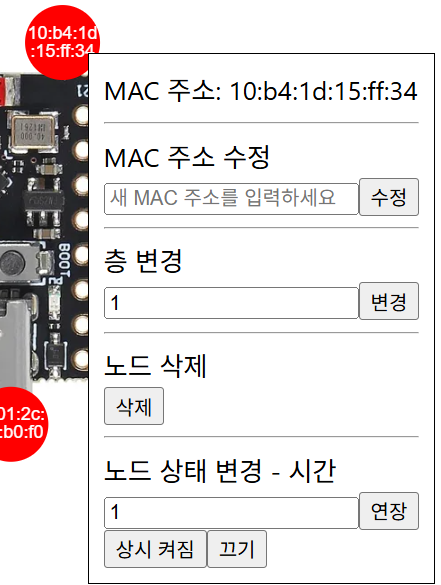 10:b4:1d
:15:ff:34
MAC 주소: 10:b4:1d:15:ff:34
MAC 주소 수정
새 MAC 주소를 입력하세요 수정
층 변경
1 변경
노드 삭제
삭제
노드 상태 변경 - 시간
1 연장
상시 켜짐 끄기
BOOT
21
01:2c:
:b0:f0